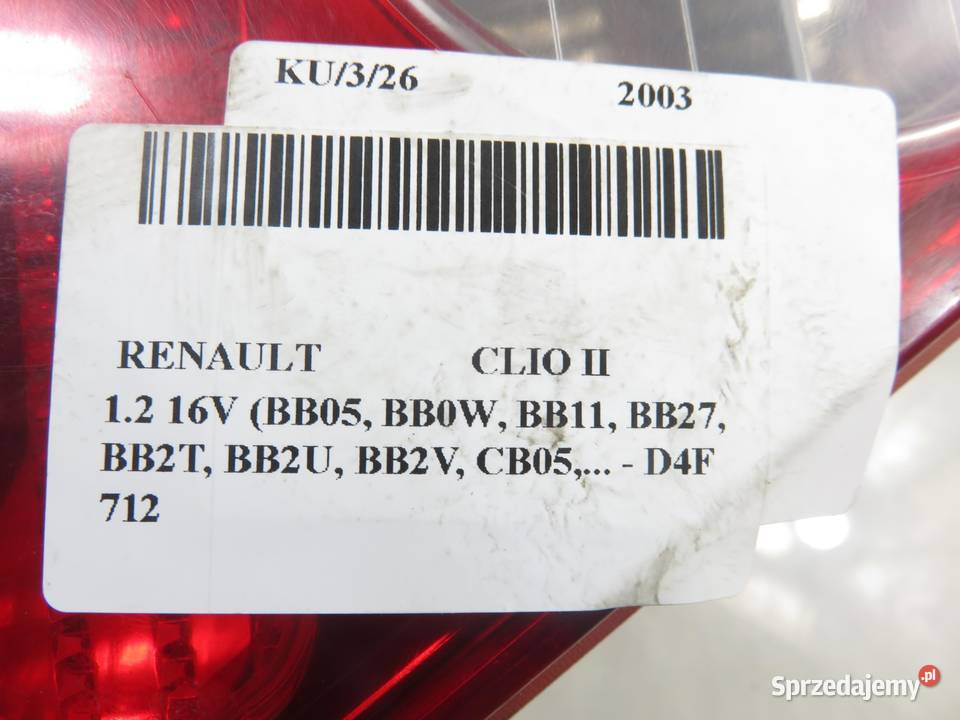 KU/3/26 2003
RENAULT CLIO II
1.2 16V (BB05, BB0W, BB11, BB27,
BB2T, BB2U, BB2V, CB05,... - D4F
712
Sprzedajemy.pl